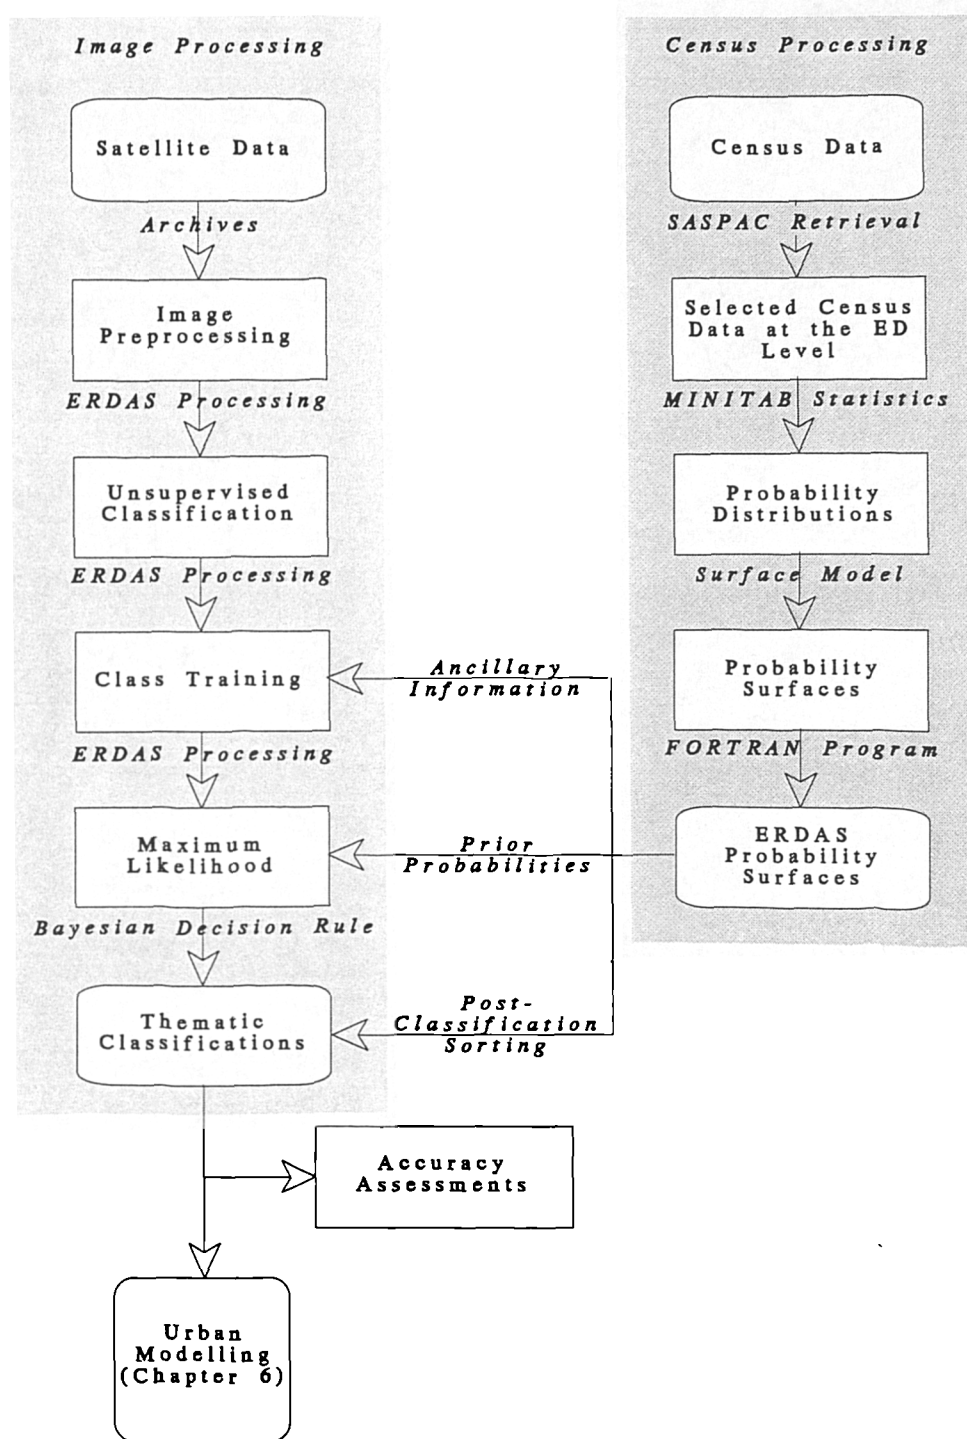 Image Processing
Satellite Data
Archives
Image
Preprocessing
ERDAS Processing
Unsupervised
Classification
ERDAS Processing
Class Training
ERDAS Processing
Maximum
Likelihood
Bayesian Decision Rule
Thematic
Classifications
Census Processing
Census Data
SASPAC Retrieval
Selected Census
Data at the ED
Level
MINITAB Statistics
Probability
Distributions
Surface Model
Probability
Surfaces
FORTRAN Program
ERDAS
Probability
Surfaces
Ancillary
Information
Prior
Probabilities
Post-
Classification
Sorting
Accuracy
Assessments
Urban
Modelling
(Chapter 6)